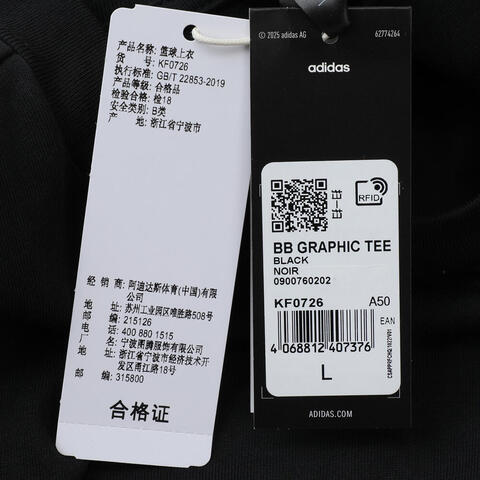 产品名称: 篮球上衣
货 号: KF0726
执行标准: GB/T 22853-2019
产品等级: 合格品
检验合格: 检18
安全类别: B类
产 地: 浙江省宁波市
经 销 商: 阿迪达斯体育(中国)有限
公司
地 址: 苏州工业园区唯胜路508号
邮 编: 215126
电 话: 400 880 1515
制 造 商: 宁波图腾服饰有限公司
地 址: 浙江省宁波市经济技术开
发区甬江路18号
邮 编: 315800
合格证
© 2025 adidas AG 62774264
adidas
RFID
BB GRAPHIC TEE
BLACK
NOIR
0900760202
KF0726 A50
EAN
4 068812 407376
L
ADIDAS.COM